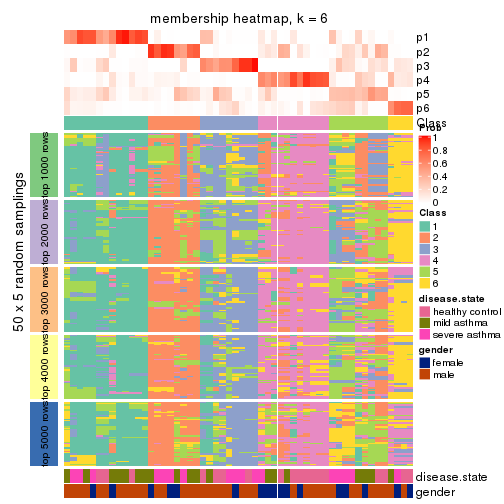 membership heatmap, k = 6
p1
p2
p3
p4
p5
p6
Class
50 x 5 random samplings
top 1000 rows
top 2000 rows
top 3000 rows
top 4000 rows
top 5000 rows
Prob
1
0.8
0.6
0.4
0.2
0
Class
1
2
3
4
5
6
disease.state
healthy control
mild asthma
severe asthma
gender
female
male
disease.state
gender